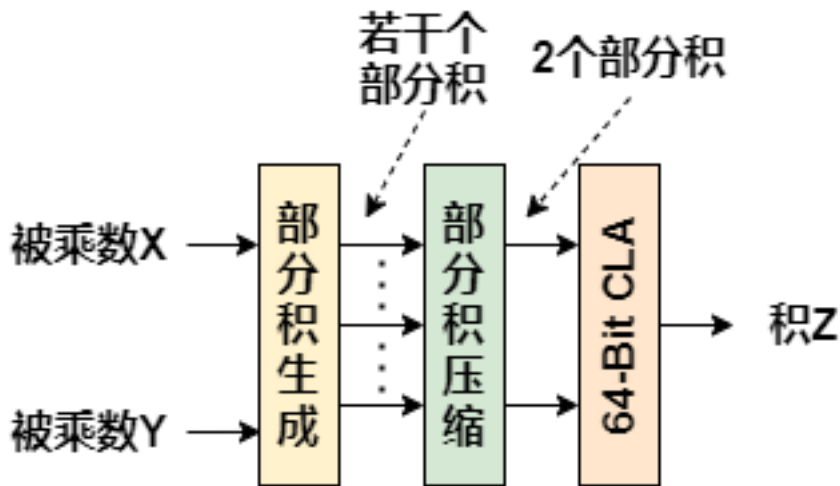 若干个
部分积
2个部分积
被乘数X
被乘数Y
部分积生成
部分积压缩
64-Bit CLA
积Z